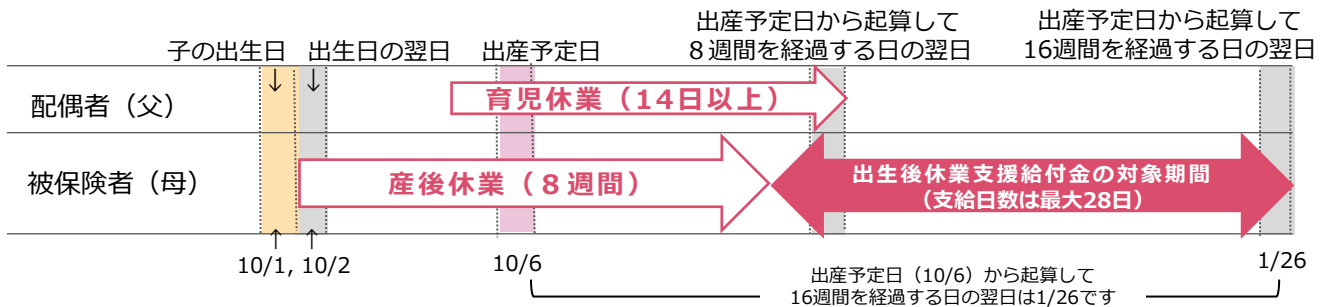 出産予定日から起算して
８週間を経過する日の翌日
出産予定日から起算して
16週間を経過する日の翌日
子の出生日
出生日の翌日
出産予定日
↓
↓
配偶者（父）
育児休業（14日以上）
被保険者（母）
産後休業（８週間）
出生後休業支援給付金の対象期間
（支給日数は最大28日）
↑
↑
10/1, 10/2
10/6
1/26
出産予定日（10/6）から起算して
16週間を経過する日の翌日は1/26です